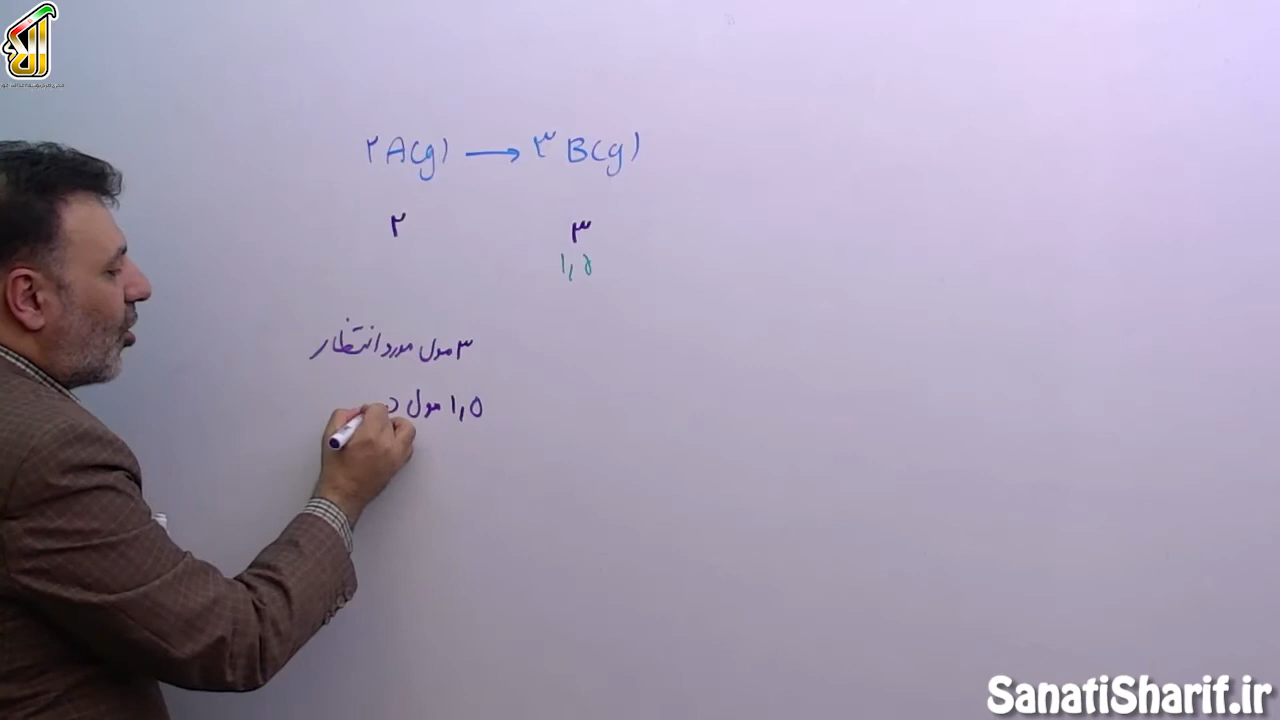 ۲A(g) ⟶ ۳B(g)
۲ ۳
۱,۵
۳ مول مورد انتظار
۱,۵ مول
SanatiSharif.ir